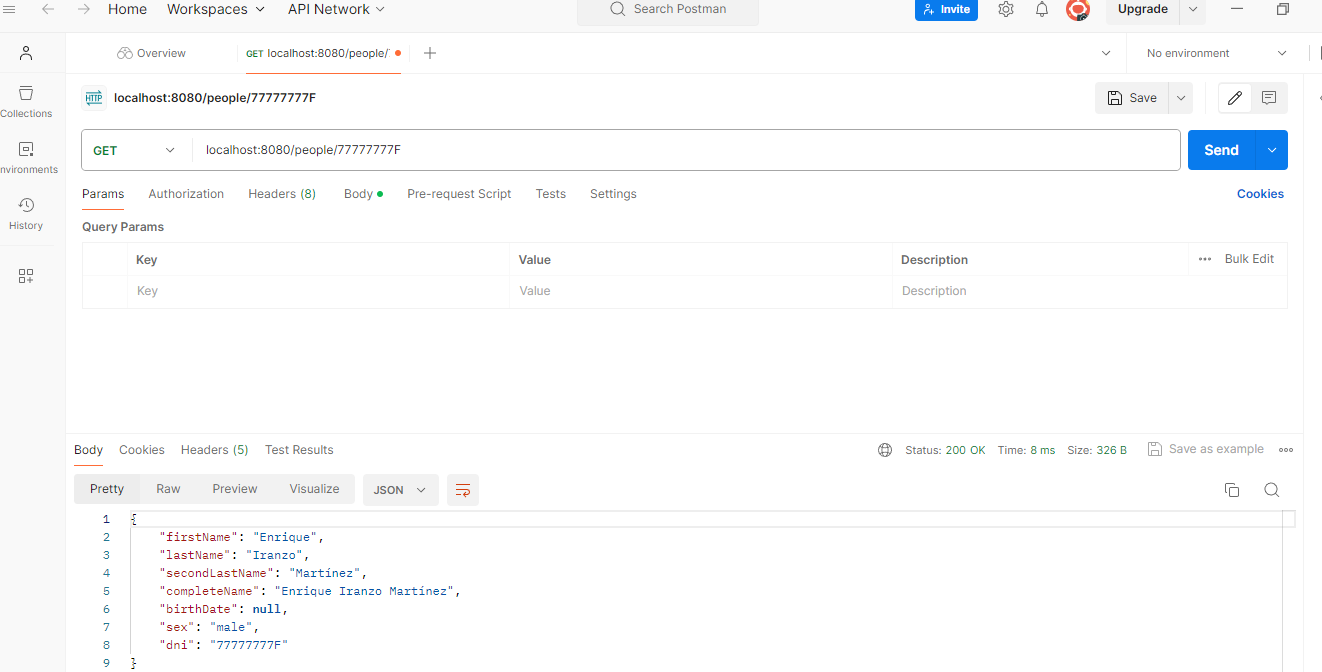 Home Workspaces API Network Search Postman Invite Upgrade
Overview GET localhost:8080/people/ No environment
HTTP localhost:8080/people/77777777F Save
Collections
GET localhost:8080/people/77777777F Send
nvironments
Params Authorization Headers (8) Body Pre-request Script Tests Settings Cookies
History
Query Params
Key Value Description Bulk Edit
Key Value Description
Body Cookies Headers (5) Test Results Status: 200 OK Time: 8 ms Size: 326 B Save as example
Pretty Raw Preview Visualize JSON
1 {
2 "firstName": "Enrique",
3 "lastName": "Iranzo",
4 "secondLastName": "Martínez",
5 "completeName": "Enrique Iranzo Martínez",
6 "birthDate": null,
7 "sex": "male",
8 "dni": "77777777F"
9 }